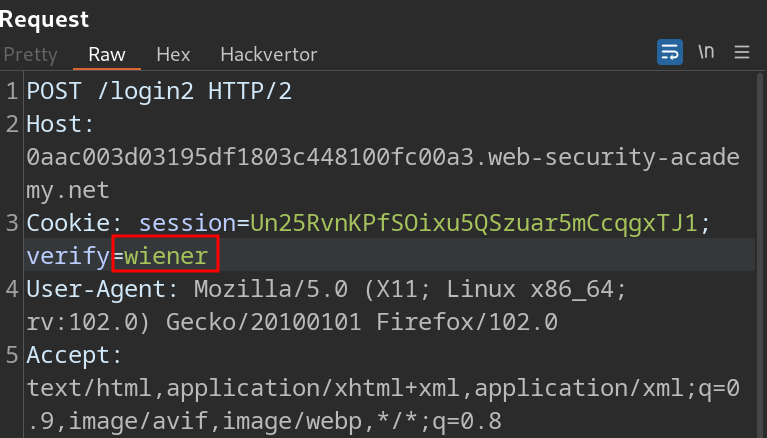 Request
Pretty Raw Hex Hackvertor \n
1 POST /login2 HTTP/2
2 Host:
0aac003d03195df1803c448100fc00a3.web-security-acade
my.net
3 Cookie: session=Un25RvnKPfSOixu5QSzuar5mCcqgxTJ1;
verify=wiener
4 User-Agent: Mozilla/5.0 (X11; Linux x86_64;
rv:102.0) Gecko/20100101 Firefox/102.0
5 Accept:
text/html,application/xhtml+xml,application/xml;q=0
.9,image/avif,image/webp,*/*;q=0.8